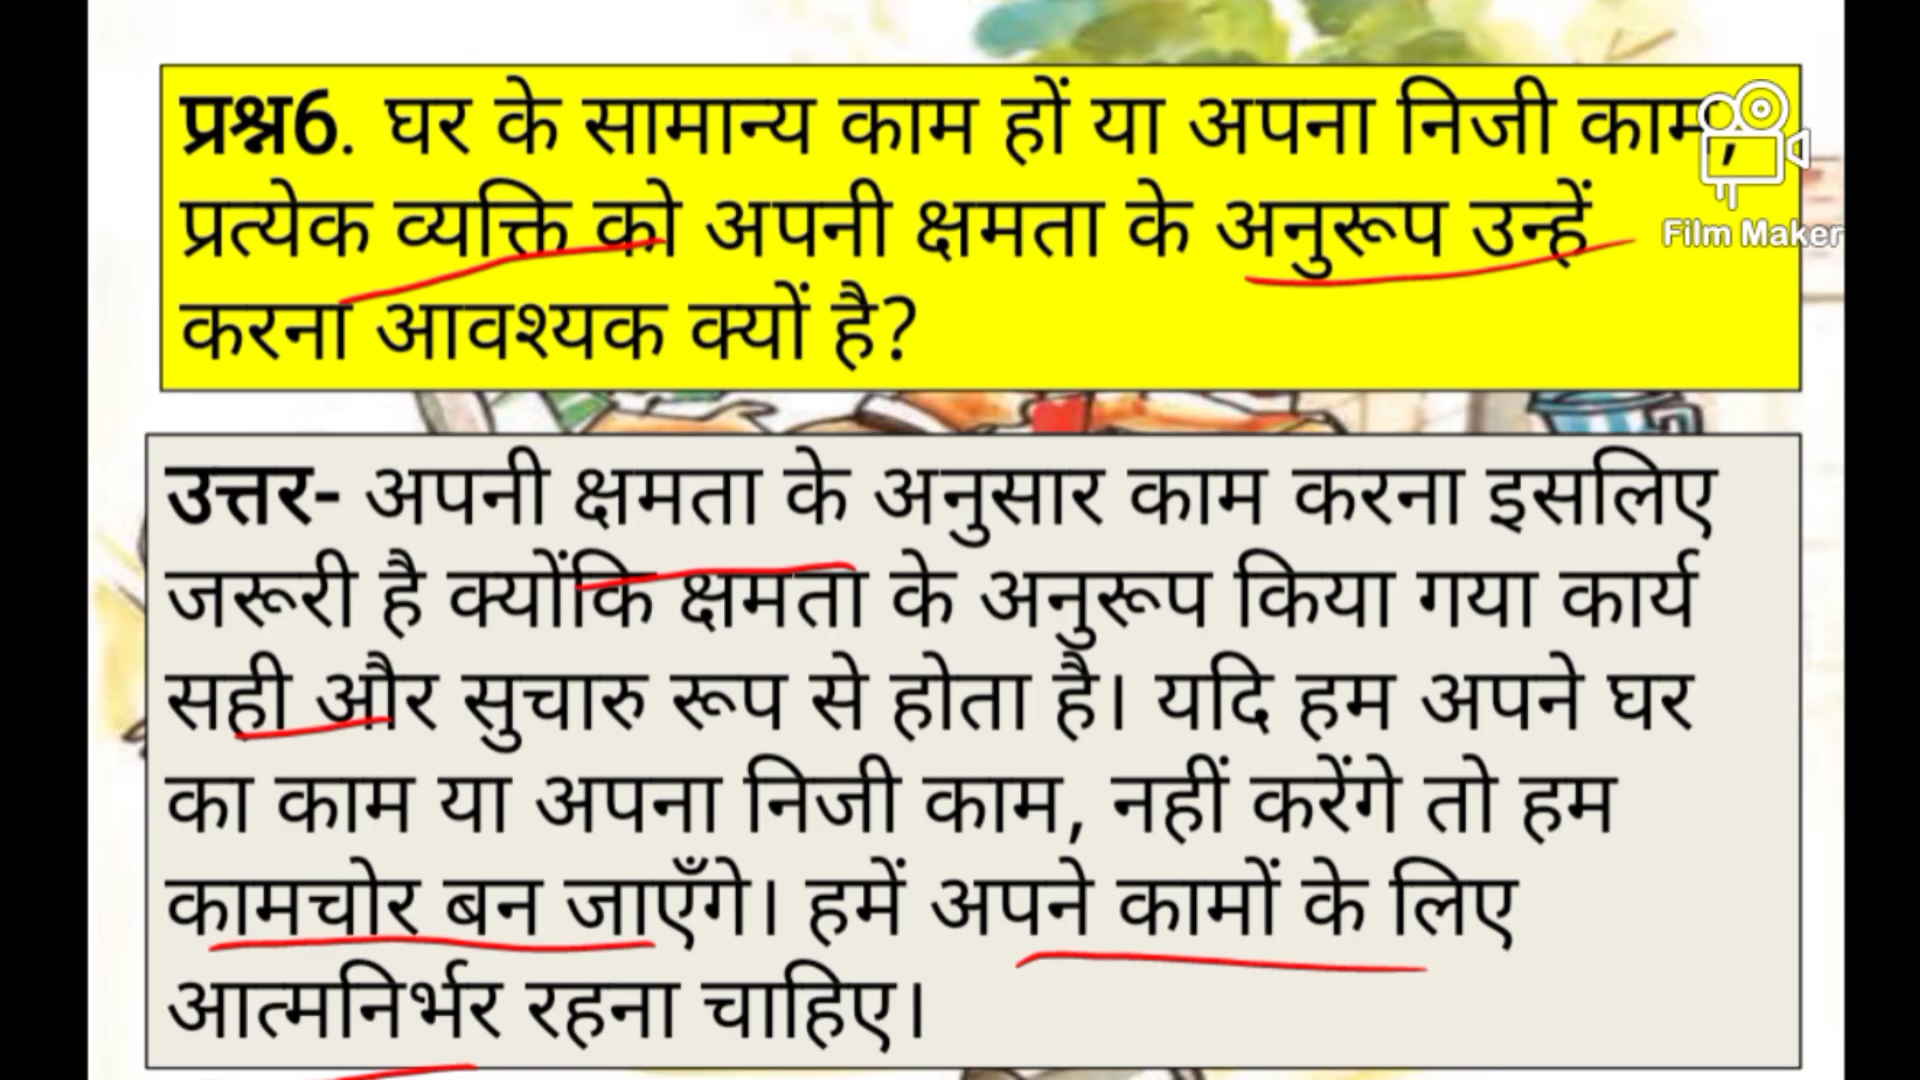 प्रश्न6. घर के सामान्य काम हों या अपना निजी काम,
प्रत्येक व्यक्ति को अपनी क्षमता के अनुरूप उन्हें
करना आवश्यक क्यों है?
Film Maker
उत्तर- अपनी क्षमता के अनुसार काम करना इसलिए
जरूरी है क्योंकि क्षमता के अनुरूप किया गया कार्य
सही और सुचारु रूप से होता है। यदि हम अपने घर
का काम या अपना निजी काम, नहीं करेंगे तो हम
कामचोर बन जाएँगे। हमें अपने कामों के लिए
आत्मनिर्भर रहना चाहिए।